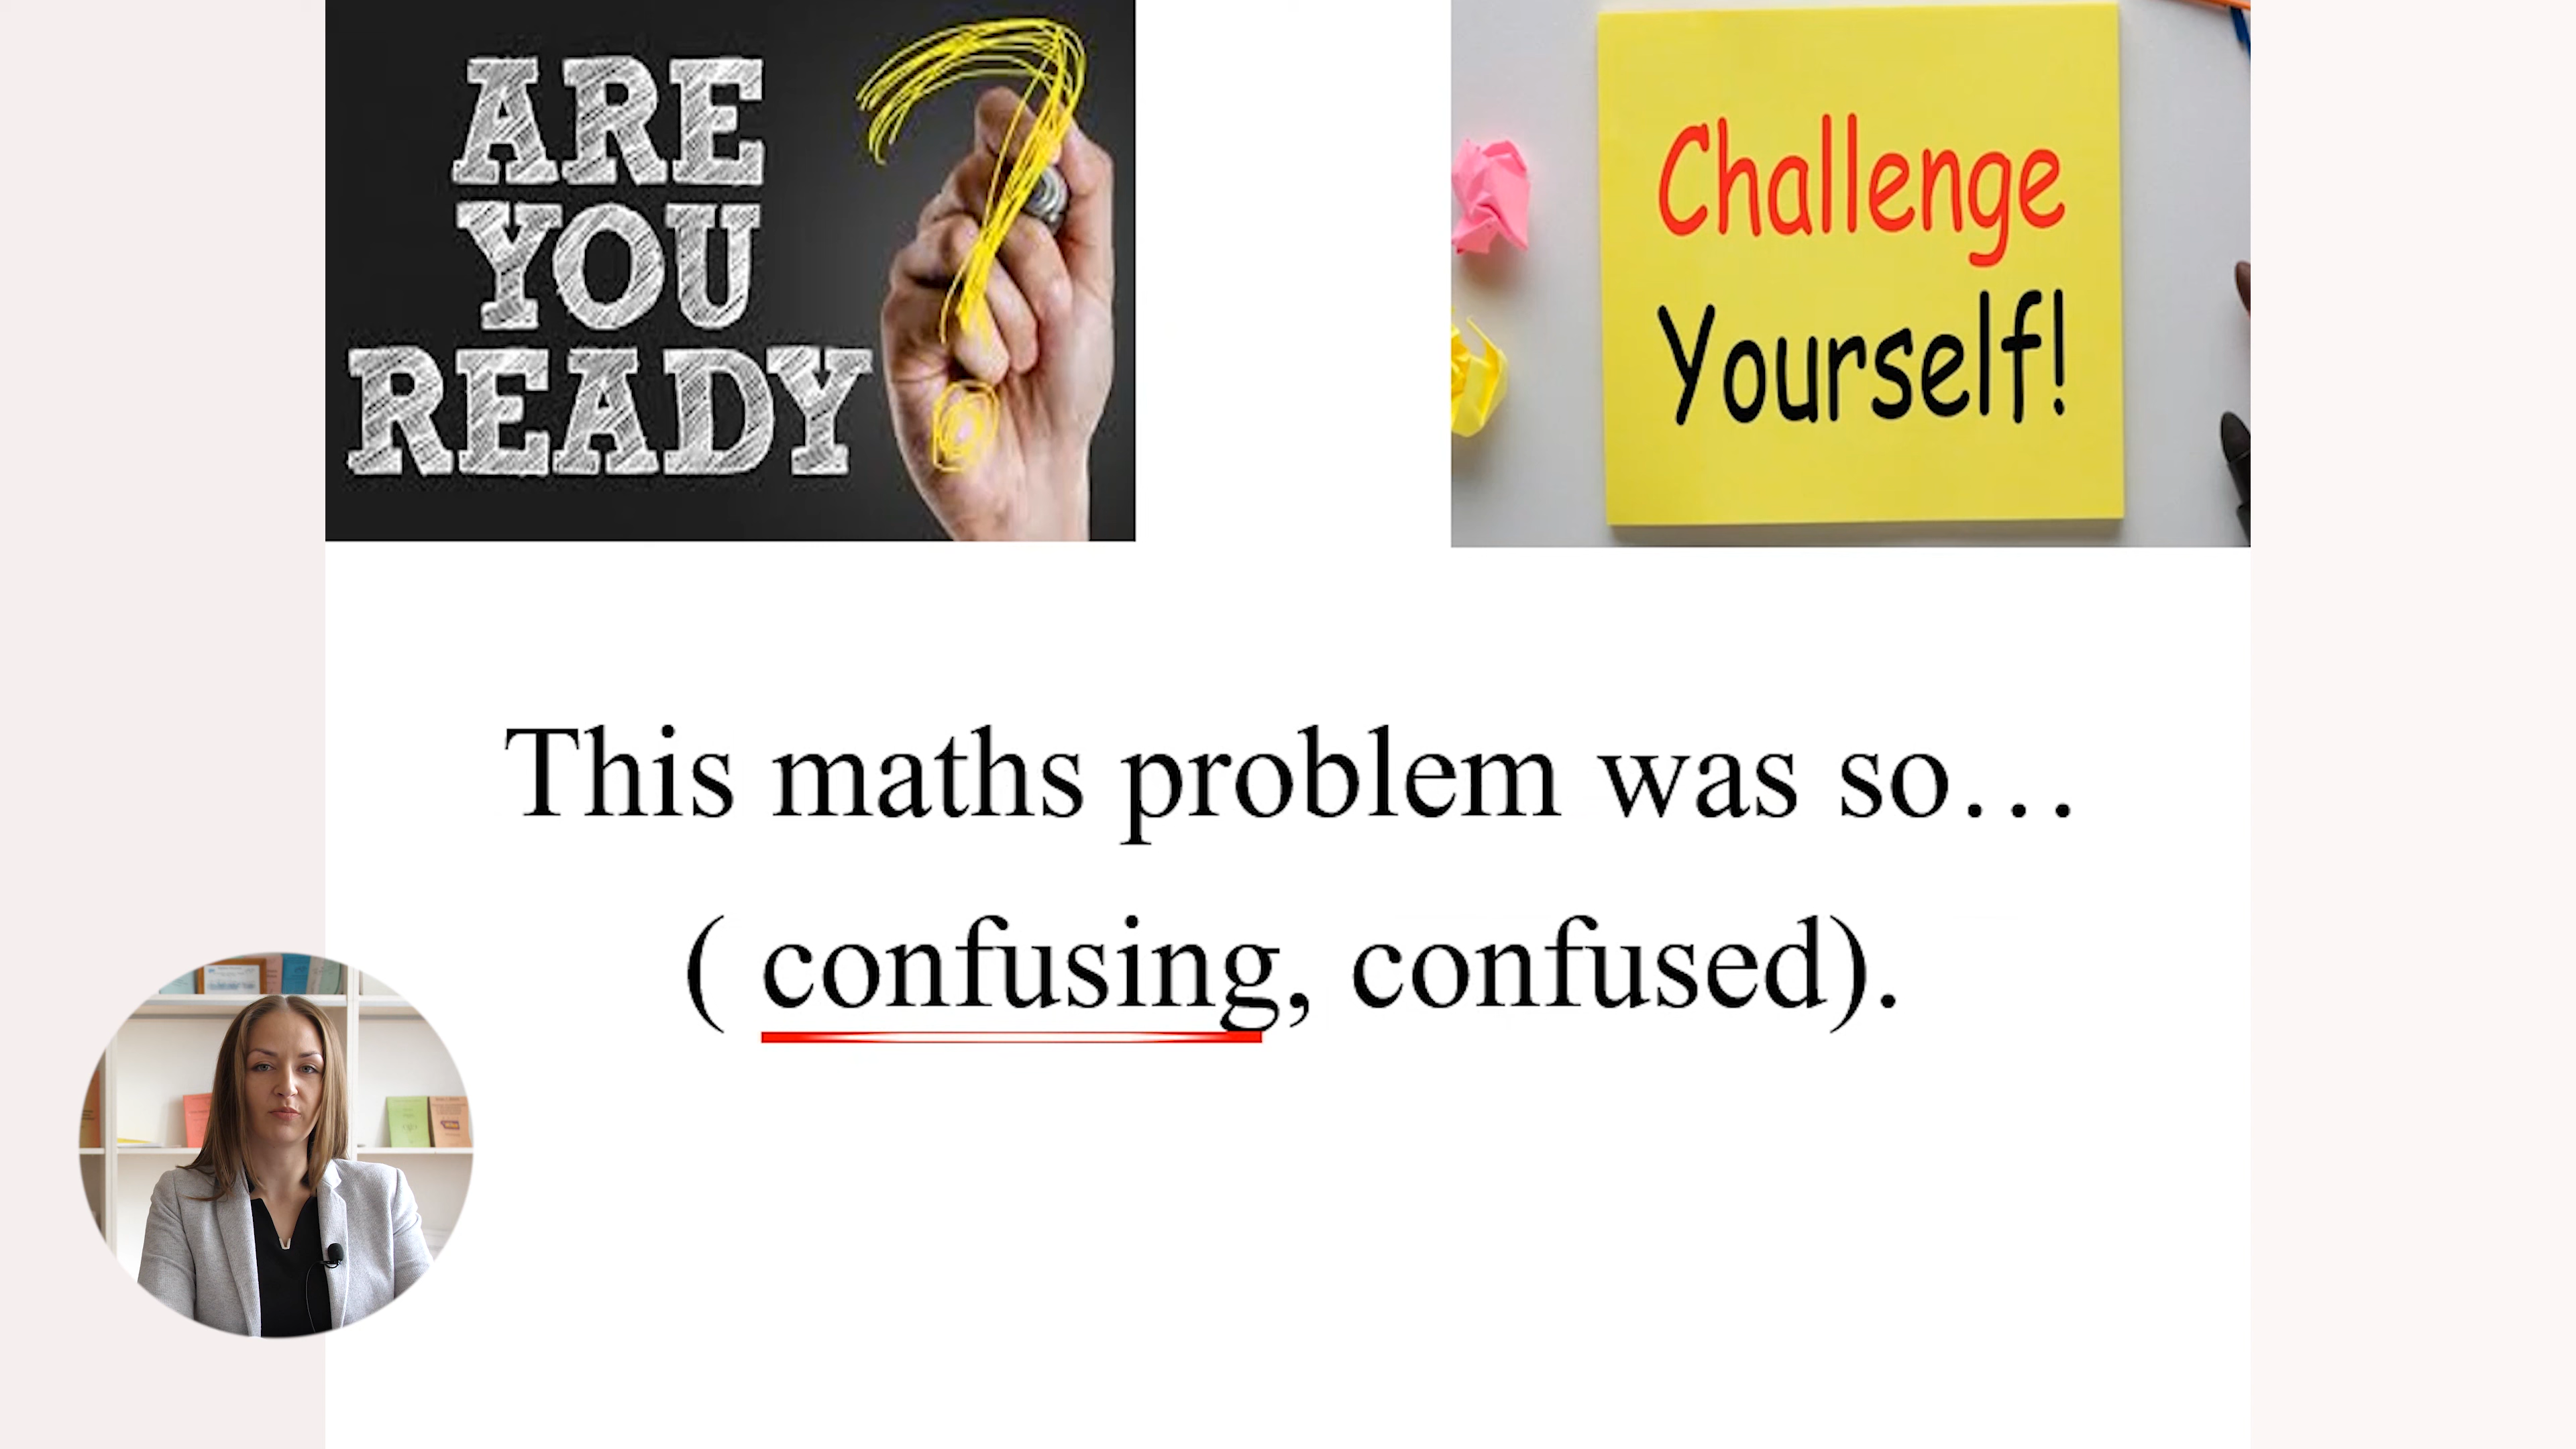 ARE
YOU
READY
?
Challenge
Yourself!
This maths problem was so…
( confusing, confused).